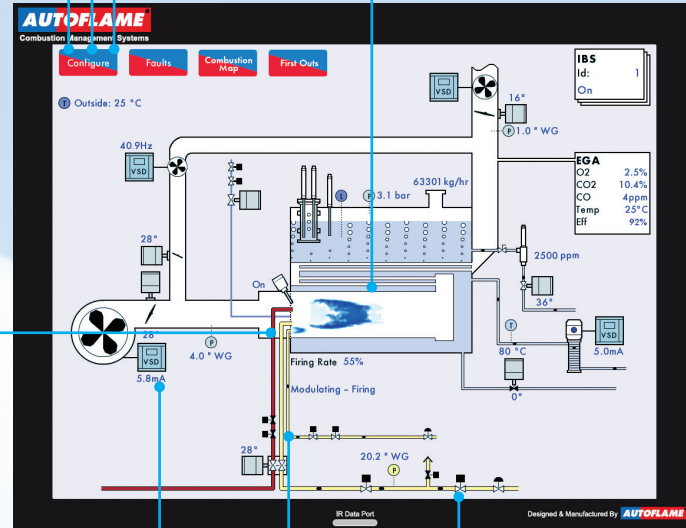 AUTOFLAME
Combustion Management Systems
Configure
Faults
Combustion
Map
First Outs
IBS
Id: 1
On
T Outside: 25 °C
VSD
16°
P 1.0 " WG
40.9Hz
VSD
EGA
O2 2.5%
CO2 10.4%
CO 4ppm
Temp 25°C
Eff 92%
63301kg/hr
L
P 3.1 bar
28°
2500 ppm
On
36°
28°
P
4.0 " WG
T
80 °C
VSD
5.0mA
VSD
5.8mA
Firing Rate 55%
Modulating – Firing
0°
28°
20.2 " WG
P
IR Data Port
Designed & Manufactured By AUTOFLAME